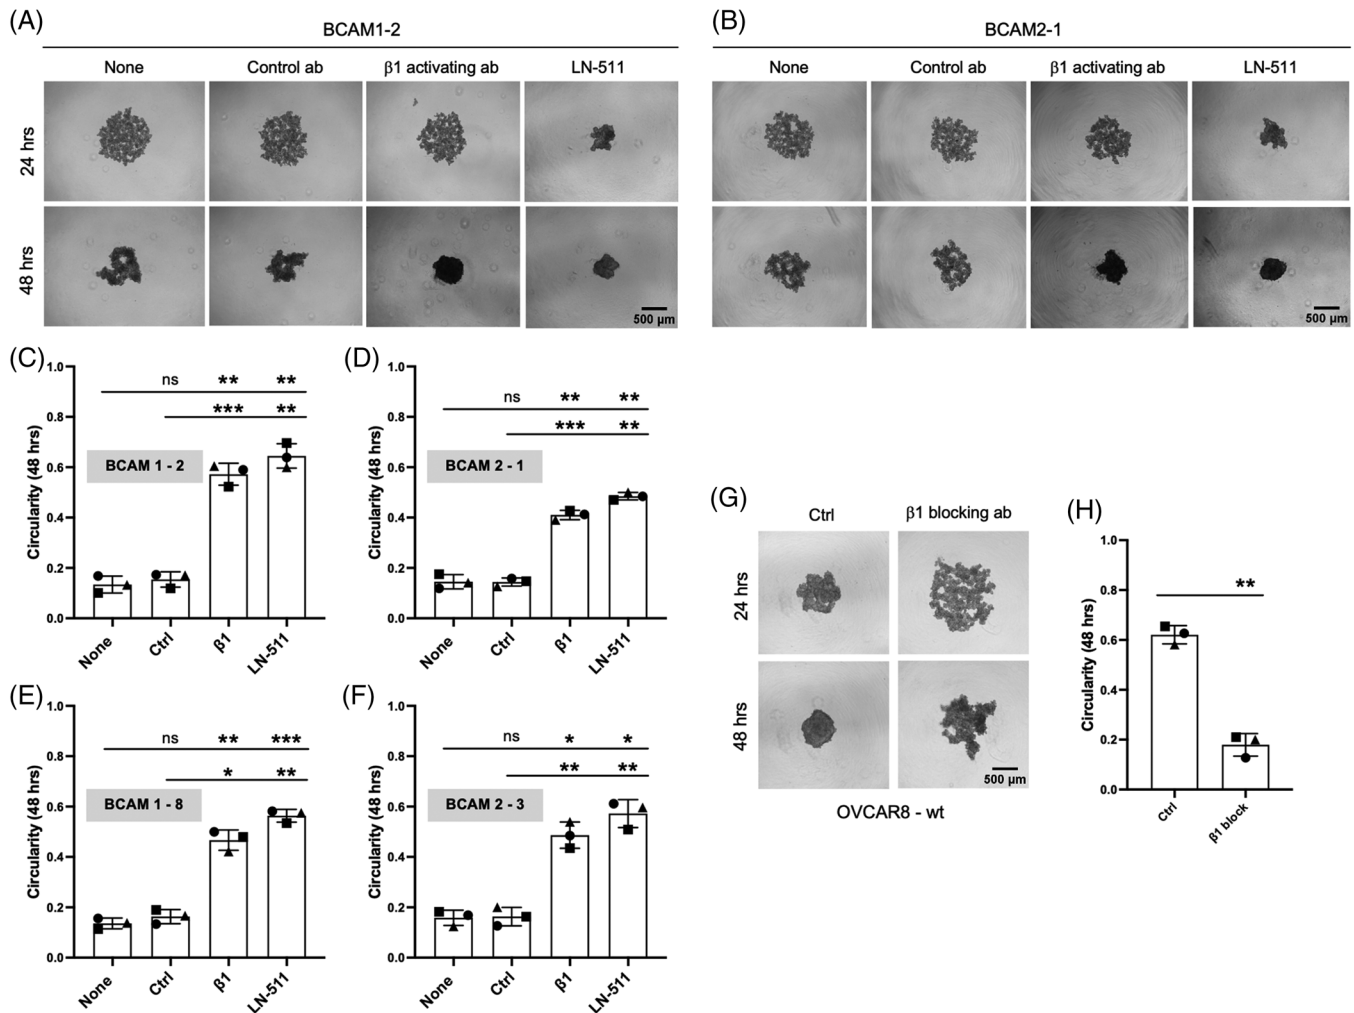 (A)
BCAM1-2
None Control ab β1 activating ab LN-511
24 hrs
48 hrs
500 µm
(B)
BCAM2-1
None Control ab β1 activating ab LN-511
500 µm
(C)
Circularity (48 hrs)
1.0
0.8
0.6
0.4
0.2
0.0
ns ** **
*** **
BCAM 1 - 2
None Ctrl β1 LN-511
(D)
Circularity (48 hrs)
1.0
0.8
0.6
0.4
0.2
0.0
ns ** **
*** **
BCAM 2 - 1
None Ctrl β1 LN-511
(E)
Circularity (48 hrs)
1.0
0.8
0.6
0.4
0.2
0.0
ns ** ***
* **
BCAM 1 - 8
None Ctrl β1 LN-511
(F)
Circularity (48 hrs)
1.0
0.8
0.6
0.4
0.2
0.0
ns * *
** **
BCAM 2 - 3
None Ctrl β1 LN-511
(G)
Ctrl β1 blocking ab
24 hrs
48 hrs
500 µm
OVCAR8 - wt
(H)
Circularity (48 hrs)
1.0
0.8
0.6
0.4
0.2
0.0
**
Ctrl β1 block